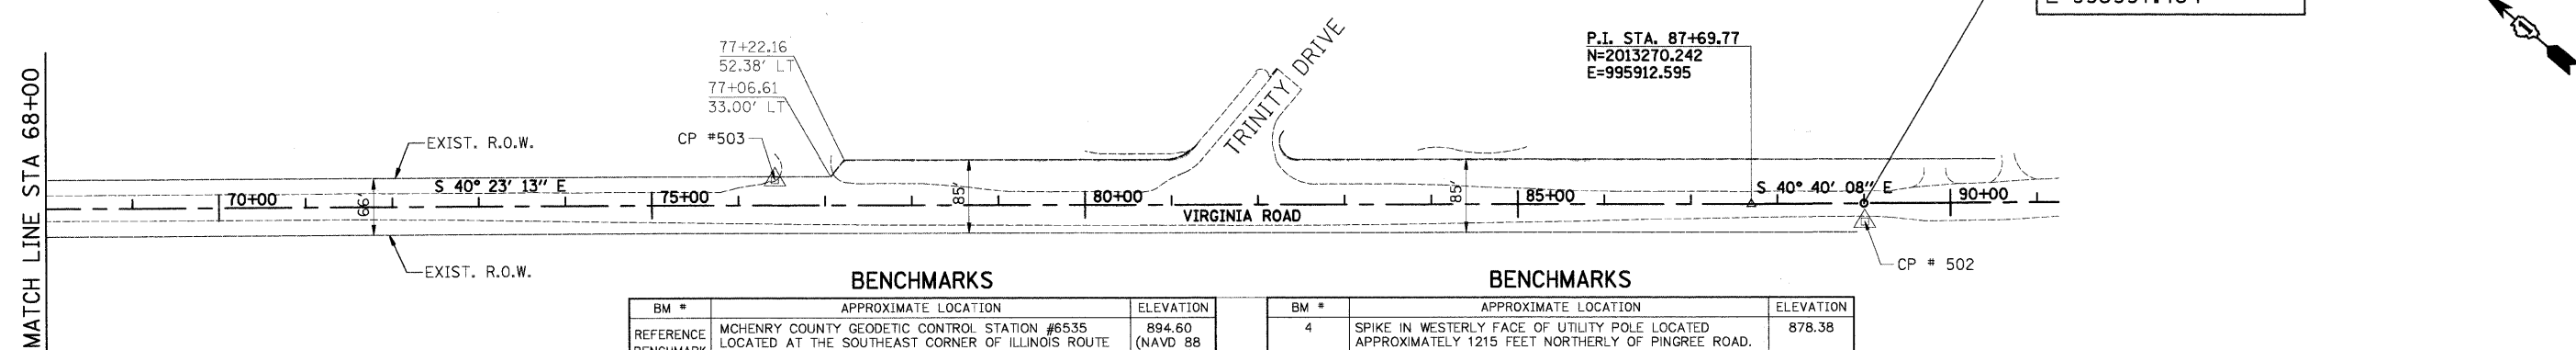 MATCH LINE STA 68+00
77+22.16
52.38' LT
77+06.61
33.00' LT
CP #503
EXIST. R.O.W.
S 40° 23' 13" E
66'
70+00
75+00
85'
80+00
VIRGINIA ROAD
TRINITY DRIVE
85'
85+00
P.I. STA. 87+69.77
N=2013270.242
E=995912.595
S 40° 40' 08" E
90+00
CP # 502
EXIST. R.O.W.
1
BENCHMARKS
BM # APPROXIMATE LOCATION ELEVATION
REFERENCE MCHENRY COUNTY GEODETIC CONTROL STATION #6535 894.60
LOCATED AT THE SOUTHEAST CORNER OF ILLINOIS ROUTE (NAVD 88
BENCHMARKS
BM # APPROXIMATE LOCATION ELEVATION
4 SPIKE IN WESTERLY FACE OF UTILITY POLE LOCATED 878.38
APPROXIMATELY 1215 FEET NORTHERLY OF PINGREE ROAD.